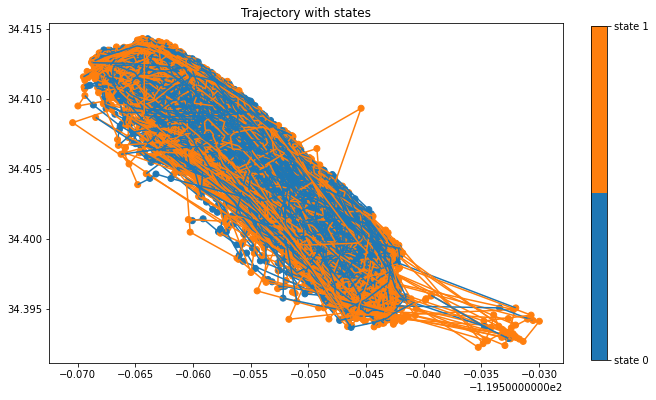 Trajectory with states
34.415
34.410
34.405
34.400
34.395
−0.070 −0.065 −0.060 −0.055 −0.050 −0.045 −0.040 −0.035 −0.030
−1.1950000000e2
state 1
state 0